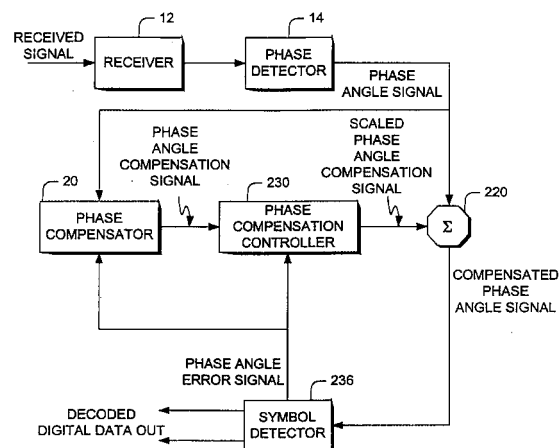 12
14
RECEIVED
SIGNAL
RECEIVER
PHASE
DETECTOR
PHASE
ANGLE SIGNAL
PHASE
ANGLE
COMPENSATION
SIGNAL
SCALED
PHASE
ANGLE
COMPENSATION
SIGNAL
20
230
220
PHASE
COMPENSATOR
PHASE
COMPENSATION
CONTROLLER
Σ
COMPENSATED
PHASE
ANGLE SIGNAL
PHASE ANGLE
ERROR SIGNAL
236
DECODED
DIGITAL DATA OUT
SYMBOL
DETECTOR